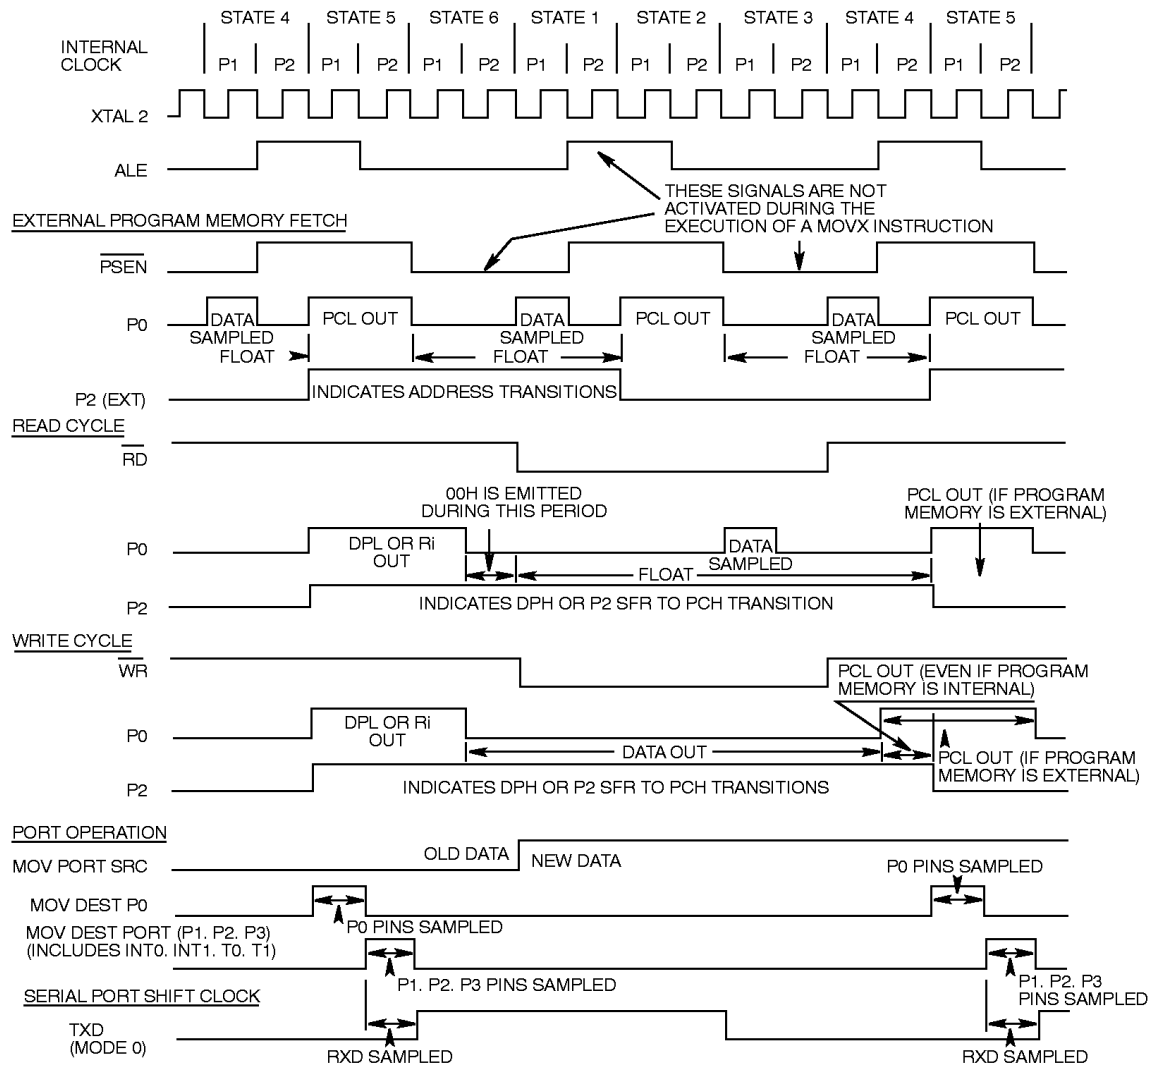 STATE 4 STATE 5 STATE 6 STATE 1 STATE 2 STATE 3 STATE 4 STATE 5
INTERNAL
CLOCK
P1 P2 P1 P2 P1 P2 P1 P2 P1 P2 P1 P2 P1 P2 P1 P2
XTAL 2
ALE
THESE SIGNALS ARE NOT
ACTIVATED DURING THE
EXECUTION OF A MOVX INSTRUCTION
EXTERNAL PROGRAM MEMORY FETCH
PSEN
P0
DATA PCL OUT DATA PCL OUT DATA PCL OUT
SAMPLED SAMPLED SAMPLED
FLOAT FLOAT FLOAT
INDICATES ADDRESS TRANSITIONS
P2 (EXT)
READ CYCLE
RD
00H IS EMITTED
DURING THIS PERIOD
PCL OUT (IF PROGRAM
MEMORY IS EXTERNAL)
P0
DPL OR Ri
OUT
DATA
SAMPLED
FLOAT
P2
INDICATES DPH OR P2 SFR TO PCH TRANSITION
WRITE CYCLE
WR
PCL OUT (EVEN IF PROGRAM
MEMORY IS INTERNAL)
P0
DPL OR Ri
OUT
DATA OUT
PCL OUT (IF PROGRAM
MEMORY IS EXTERNAL)
P2
INDICATES DPH OR P2 SFR TO PCH TRANSITIONS
PORT OPERATION
MOV PORT SRC
OLD DATA
NEW DATA
P0 PINS SAMPLED
MOV DEST P0
P0 PINS SAMPLED
MOV DEST PORT (P1. P2. P3)
(INCLUDES INT0. INT1. T0. T1)
P1. P2. P3 PINS SAMPLED
P1. P2. P3
PINS SAMPLED
SERIAL PORT SHIFT CLOCK
TXD
(MODE 0)
RXD SAMPLED
RXD SAMPLED